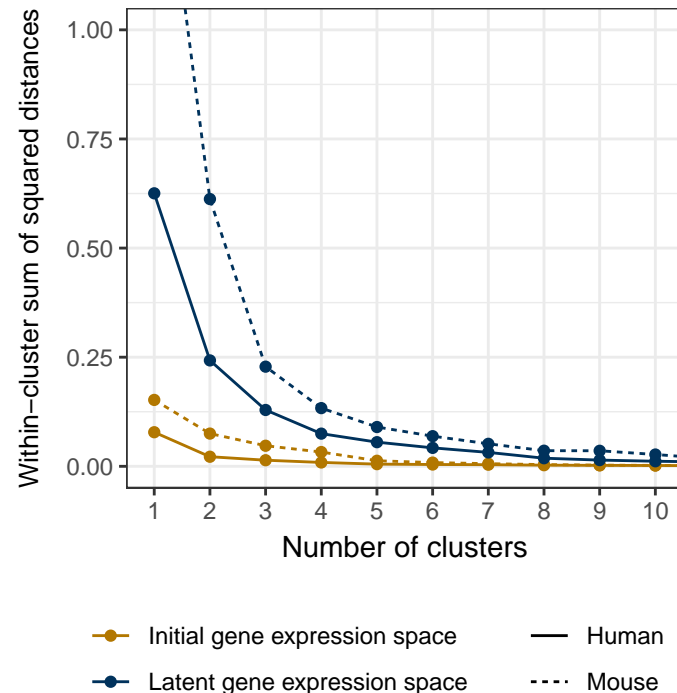 Within−cluster sum of squared distances
1.00
0.75
0.50
0.25
0.00
1 2 3 4 5 6 7 8 9 10
Number of clusters
Initial gene expression space
Human
Latent gene expression space
Mouse